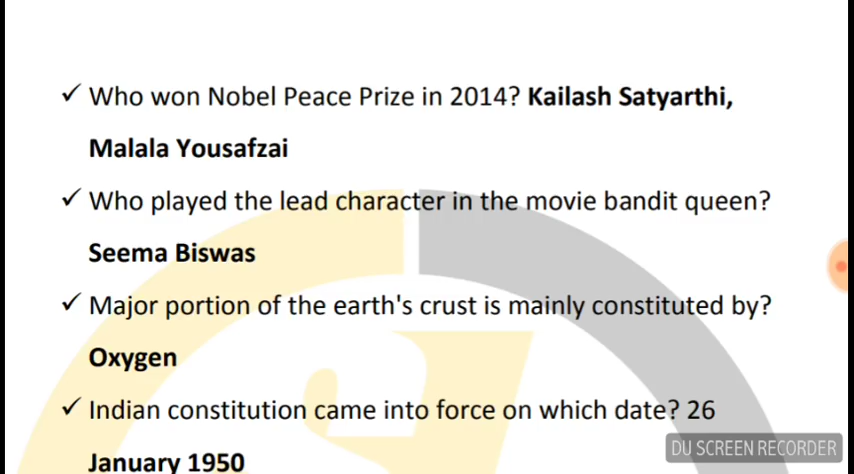 ✓ Who won Nobel Peace Prize in 2014? Kailash Satyarthi,
Malala Yousafzai
✓ Who played the lead character in the movie bandit queen?
Seema Biswas
✓ Major portion of the earth's crust is mainly constituted by?
Oxygen
✓ Indian constitution came into force on which date? 26
January 1950
DU SCREEN RECORDER